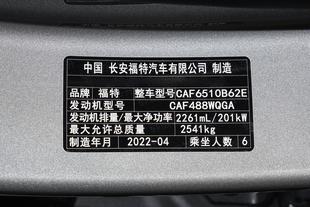 中国 长安福特汽车有限公司 制造
品牌 福特 整车型号 CAF6510B62E
发动机型号 CAF488WQGA
发动机排量/最大净功率 2261mL/201kW
最大允许总质量 2541kg
制造年月 2022-04 乘坐人数 6